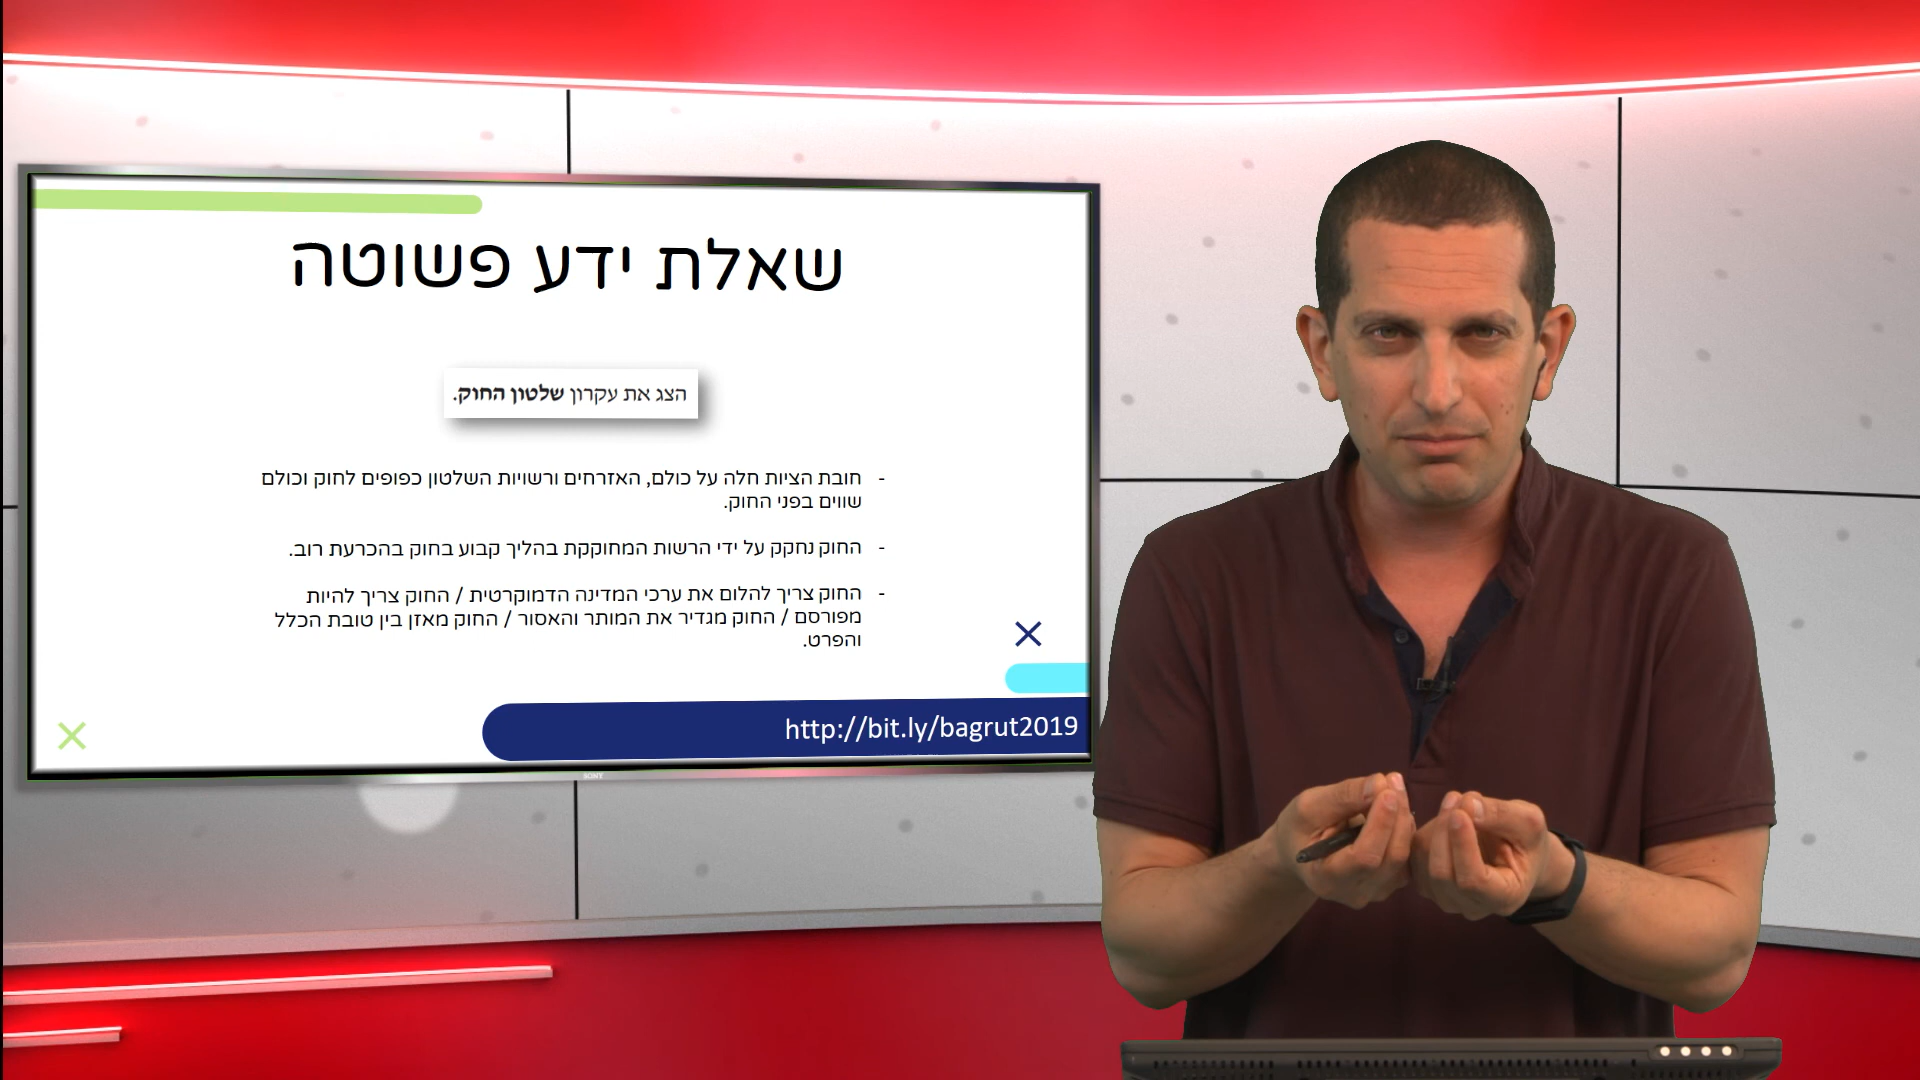 שאלת ידע פשוטה
הצג את עקרון שלטון החוק.
- חובת הציות חלה על כולם, האזרחים ורשויות השלטון כפופים לחוק וכולם
שווים בפני החוק.
- החוק נחקק על ידי הרשות המחוקקת בהליך קבוע בחוק בהכרעת רוב.
- החוק צריך להלום את ערכי המדינה הדמוקרטית / החוק צריך להיות
מפורסם / החוק מגדיר את המותר והאסור / החוק מאזן בין טובת הכלל
והפרט.
http://bit.ly/bagrut2019
SONY